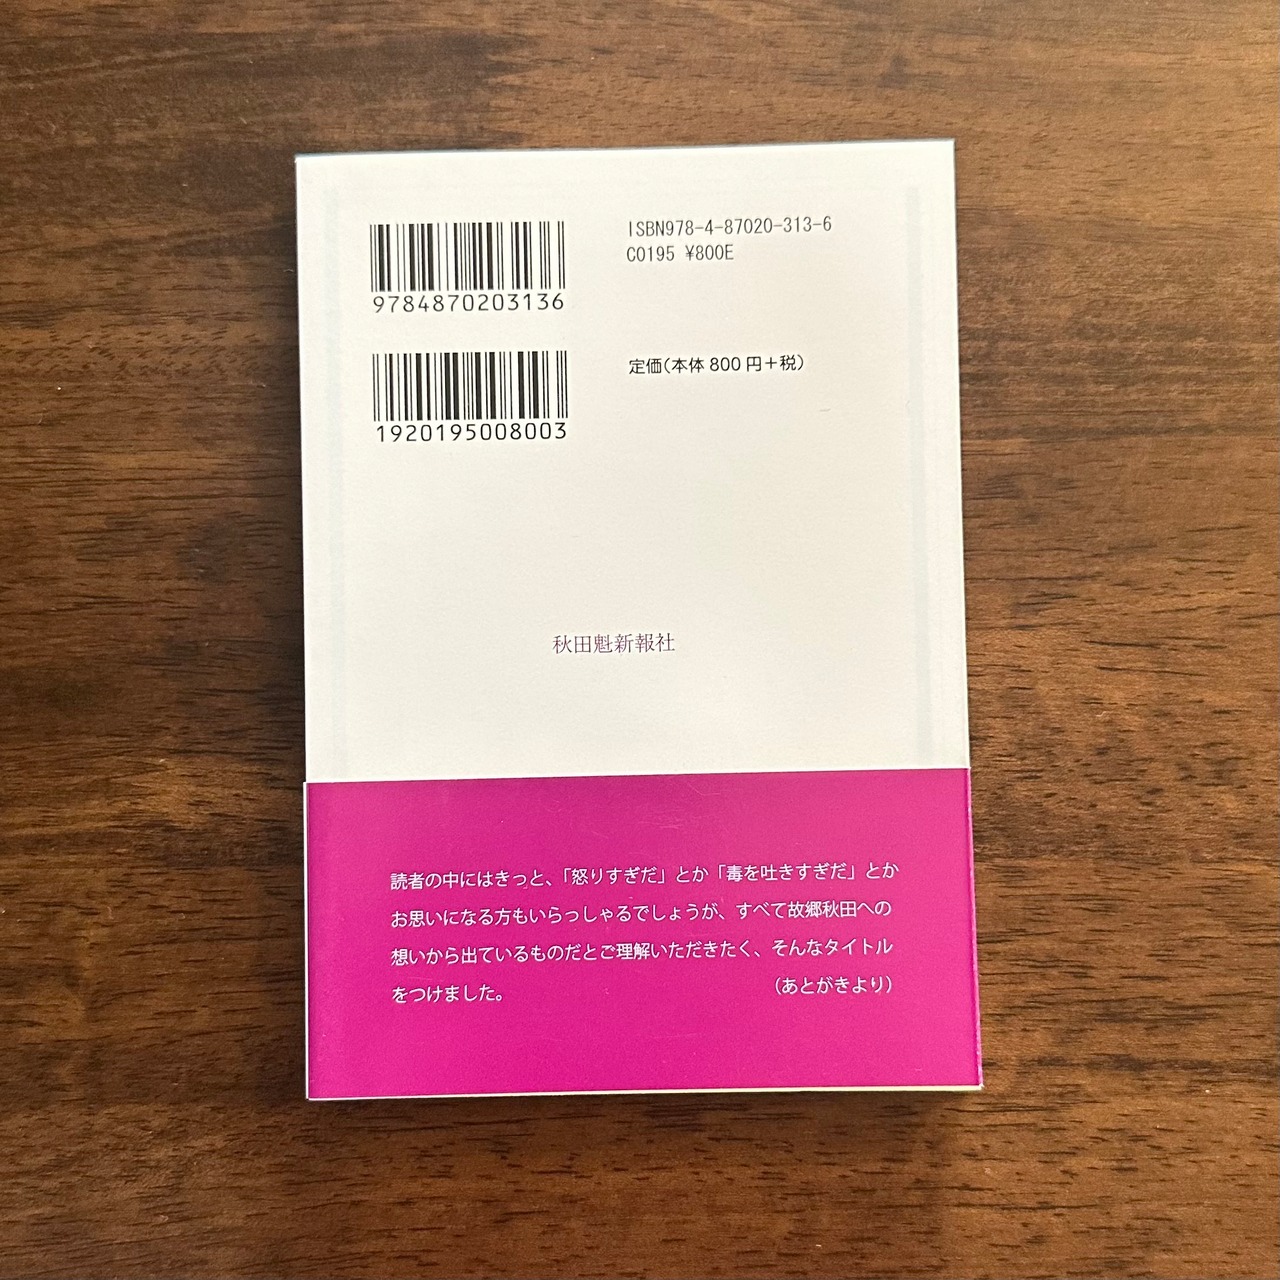 ISBN978-4-87020-313-6
C0195 ¥800E
9784870203136
定価(本体 800 円+税)
1920195008003
秋田魁新報社
読者の中にはきっと、「怒りすぎだ」とか「毒を吐きすぎだ」とか
お思いになる方もいらっしゃるでしょうが、すべて故郷秋田への
想いから出ているものだとご理解いただきたく、そんなタイトル
をつけました。 (あとがきより)